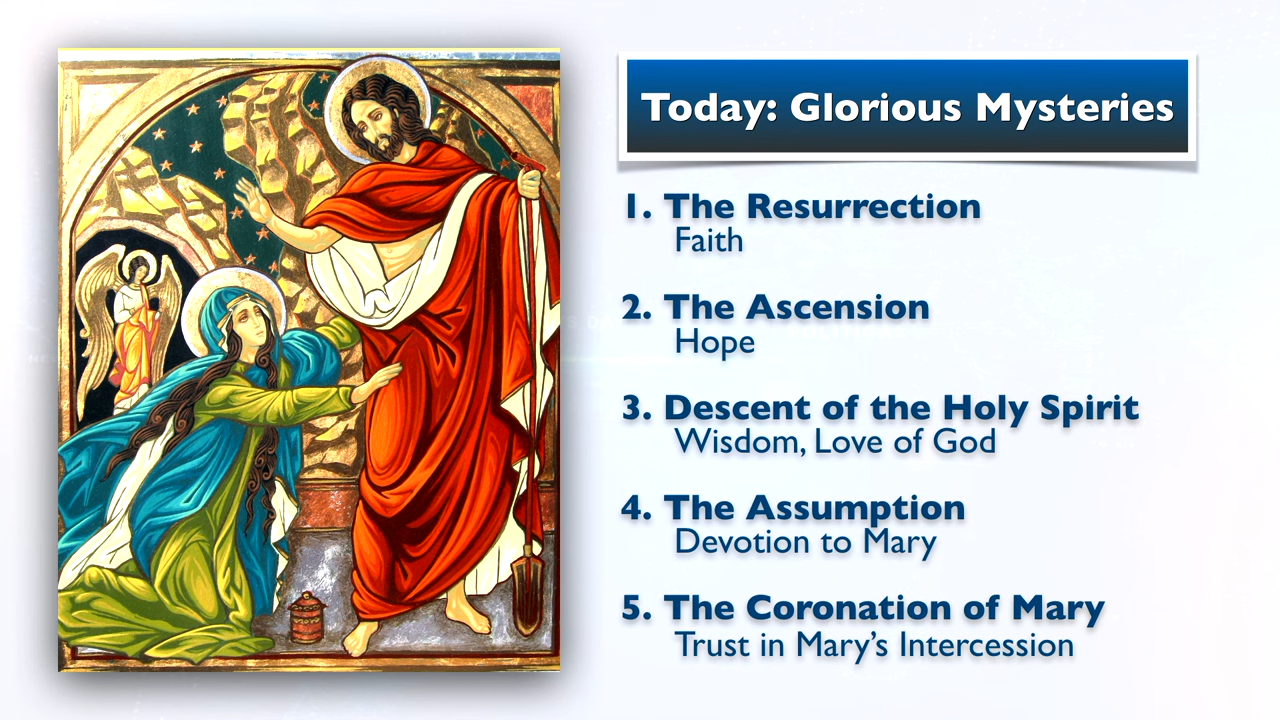 Today: Glorious Mysteries
1. The Resurrection
Faith
2. The Ascension
Hope
3. Descent of the Holy Spirit
Wisdom, Love of God
4. The Assumption
Devotion to Mary
5. The Coronation of Mary
Trust in Mary's Intercession